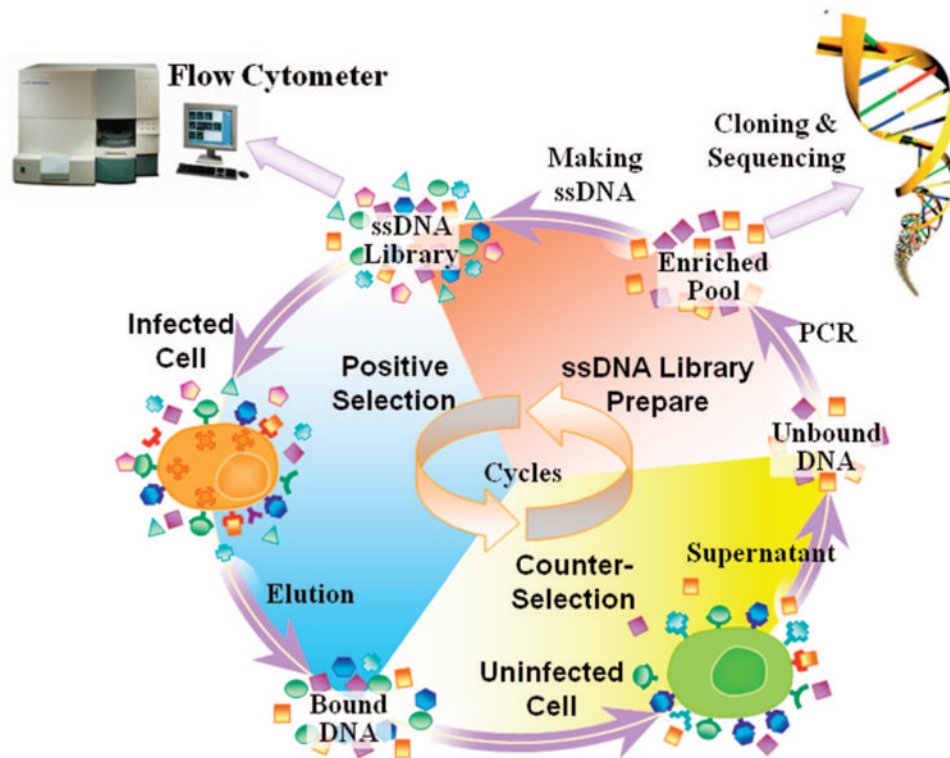 Flow Cytometer
Cloning &
Sequencing
Making
ssDNA
ssDNA
Library
Enriched
Pool
Infected
Cell
PCR
Positive
Selection
ssDNA Library
Prepare
Unbound
DNA
Cycles
Supernatant
Counter-
Selection
Elution
Uninfected
Cell
Bound
DNA